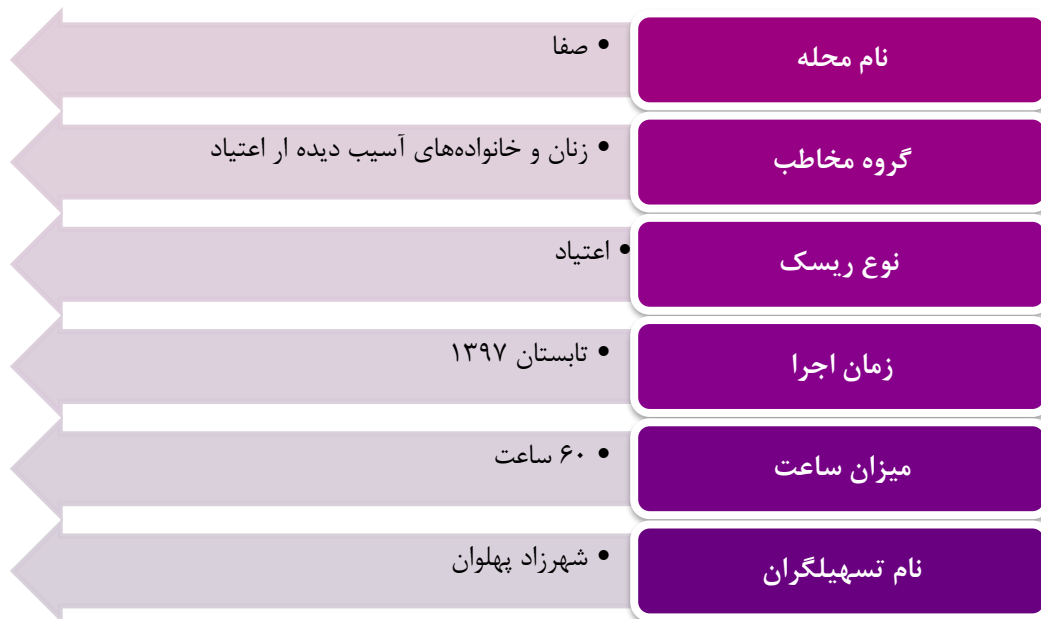 نام محله
• صفا
گروه مخاطب
• زنان و خانواده‌های آسیب دیده ار اعتیاد
نوع ریسک
• اعتیاد
زمان اجرا
• تابستان ۱۳۹۷
میزان ساعت
• ۶۰ ساعت
نام تسهیلگران
• شهرزاد پهلوان